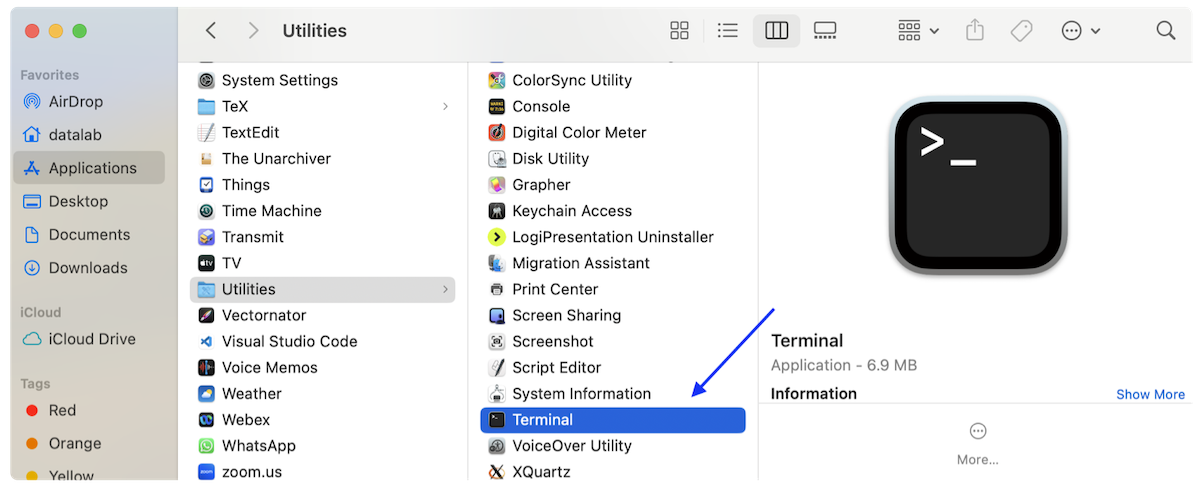 Utilities
Favorites
AirDrop
datalab
Applications
Desktop
Documents
Downloads
iCloud
iCloud Drive
Tags
Red
Orange
Yellow
System Settings
TeX
TextEdit
The Unarchiver
Things
Time Machine
Transmit
TV
Utilities
Vectornator
Visual Studio Code
Voice Memos
Weather
Webex
WhatsApp
zoom.us
ColorSync Utility
Console
Digital Color Meter
Disk Utility
Grapher
Keychain Access
LogiPresentation Uninstaller
Migration Assistant
Print Center
Screen Sharing
Screenshot
Script Editor
System Information
Terminal
VoiceOver Utility
XQuartz
>_
Terminal
Application - 6.9 MB
Information Show More
More...